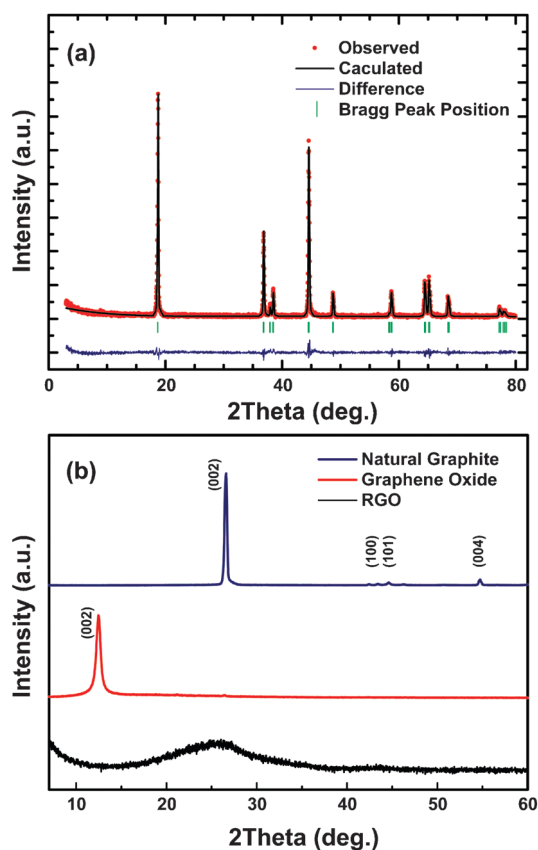 (a)
Observed
Caculated
Difference
Bragg Peak Position
Intensity (a.u.)
0 20 40 60 80
2Theta (deg.)
(b)
Natural Graphite
Graphene Oxide
RGO
(002)
(100)
(101)
(004)
(002)
Intensity (a.u.)
10 20 30 40 50 60
2Theta (deg.)